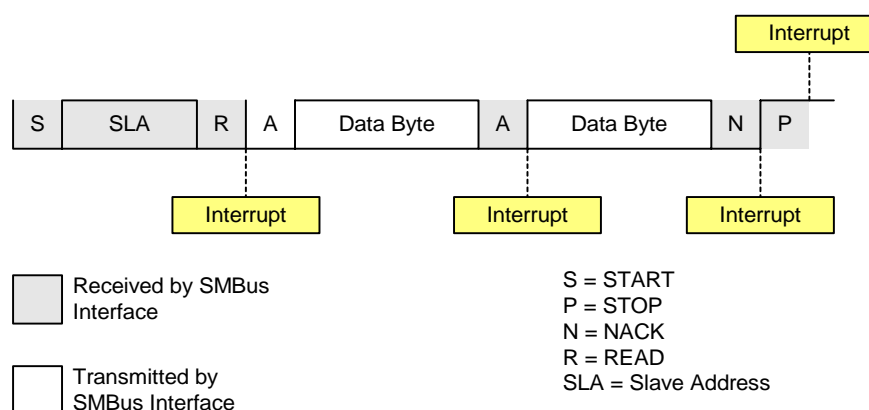 Interrupt
S SLA R A Data Byte A Data Byte N P
Interrupt Interrupt Interrupt
Received by SMBus
Interface
Transmitted by
SMBus Interface
S = START
P = STOP
N = NACK
R = READ
SLA = Slave Address